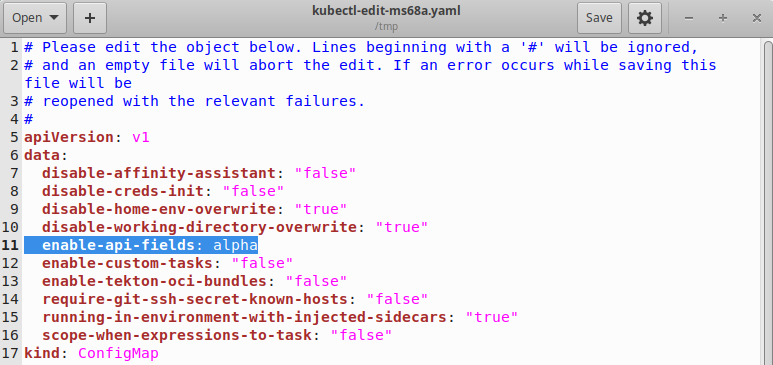 Open
+
kubectl-edit-ms68a.yaml
/tmp
Save
1 # Please edit the object below. Lines beginning with a '#' will be ignored,
2 # and an empty file will abort the edit. If an error occurs while saving this
file will be
3 # reopened with the relevant failures.
4 #
5 apiVersion: v1
6 data:
7   disable-affinity-assistant: "false"
8   disable-creds-init: "false"
9   disable-home-env-overwrite: "true"
10   disable-working-directory-overwrite: "true"
11   enable-api-fields: alpha
12   enable-custom-tasks: "false"
13   enable-tekton-oci-bundles: "false"
14   require-git-ssh-secret-known-hosts: "false"
15   running-in-environment-with-injected-sidecars: "true"
16   scope-when-expressions-to-task: "false"
17 kind: ConfigMap